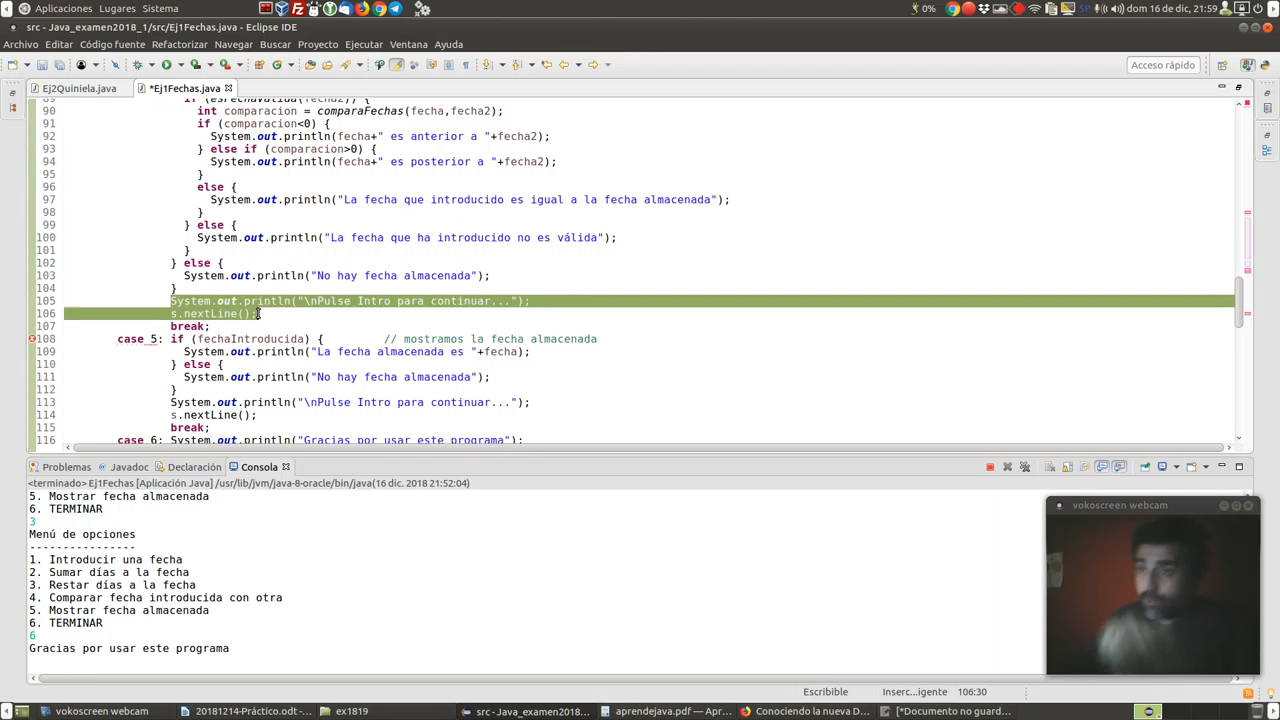 Aplicaciones Lugares Sistema 0% SP dom 16 de dic, 21:59
src - Java_examen2018_1/src/Ej1Fechas.java - Eclipse IDE
Archivo Editar Código fuente Refactorizar Navegar Buscar Proyecto Ejecutar Ventana Ayuda
Acceso rápido
Ej2Quiniela.java *Ej1Fechas.java
89 if (esFechaValida(fecha2)) {
90 int comparacion = comparaFechas(fecha,fecha2);
91 if (comparacion<0) {
92 System.out.println(fecha+" es anterior a "+fecha2);
93 } else if (comparacion>0) {
94 System.out.println(fecha+" es posterior a "+fecha2);
95 }
96 else {
97 System.out.println("La fecha que introducido es igual a la fecha almacenada");
98 }
99 } else {
100 System.out.println("La fecha que ha introducido no es válida");
101 }
102 } else {
103 System.out.println("No hay fecha almacenada");
104 }
105 System.out.println("\nPulse Intro para continuar...");
106 s.nextLine();
107 break;
108 case 5: if (fechaIntroducida) { // mostramos la fecha almacenada
109 System.out.println("La fecha almacenada es "+fecha);
110 } else {
111 System.out.println("No hay fecha almacenada");
112 }
113 System.out.println("\nPulse Intro para continuar...");
114 s.nextLine();
115 break;
116 case 6: System.out.println("Gracias por usar este programa");
Problemas Javadoc Declaración Consola
<terminado> Ej1Fechas [Aplicación Java] /usr/lib/jvm/java-8-oracle/bin/java(16 dic. 2018 21:52:04)
5. Mostrar fecha almacenada
6. TERMINAR
3
Menú de opciones
----------------
1. Introducir una fecha
2. Sumar días a la fecha
3. Restar días a la fecha
4. Comparar fecha introducida con otra
5. Mostrar fecha almacenada
6. TERMINAR
6
Gracias por usar este programa
vokoscreen webcam
Escribible Inserc...igente 106:30
vokoscreen webcam 20181214-Práctico.odt -... ex1819 src - Java_examen2018... aprendejava.pdf — Apr... Conociendo la nueva D... [*Documento no guard...